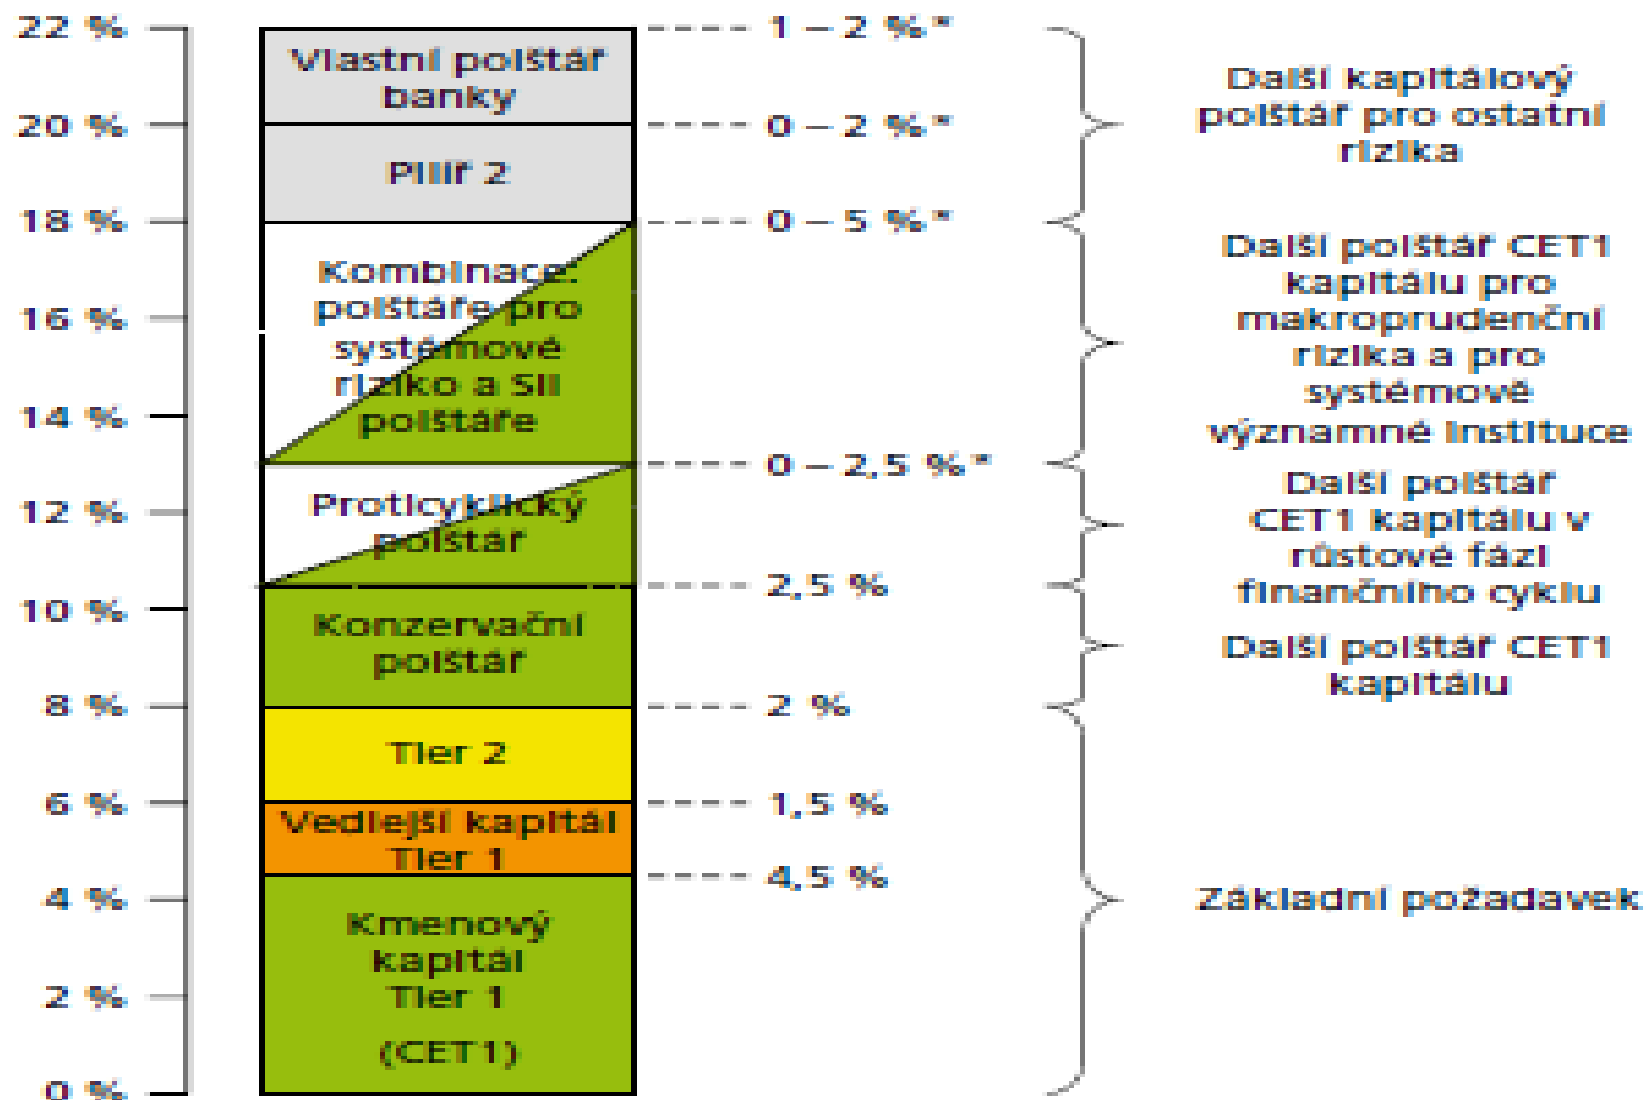 22 %
20 %
18 %
16 %
14 %
12 %
10 %
8 %
6 %
4 %
2 %
0 %
Vlastní polštář
banky
Pilíř 2
Kombinace:
polštáře pro
systémové
riziko a SII
polštáře
Proticyklický
polštář
Konzervační
polštář
Tier 2
Vedlejší kapitál
Tier 1
Kmenový
kapitál
Tier 1
(CET1)
1 – 2 %*
0 – 2 %*
0 – 5 %*
0 – 2,5 %*
2,5 %
2 %
1,5 %
4,5 %
Další kapitálový
polštář pro ostatní
rizika
Další polštář CET1
kapitálu pro
makroprudenční
rizika a pro
systémově
významné instituce
Další polštář
CET1 kapitálu v
růstové fázi
finančního cyklu
Další polštář CET1
kapitálu
Základní požadavek